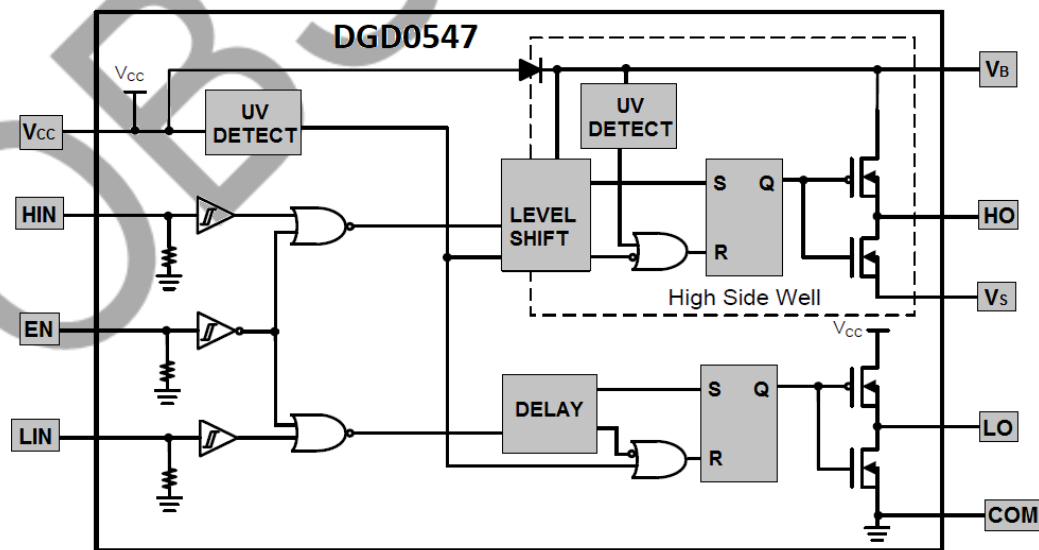 DGD0547
VCC
VB
UV
DETECT
UV
DETECT
VCC
HIN
LEVEL
SHIFT
S
Q
R
HO
High Side Well
VS
EN
VCC
DELAY
S
Q
R
LIN
LO
COM